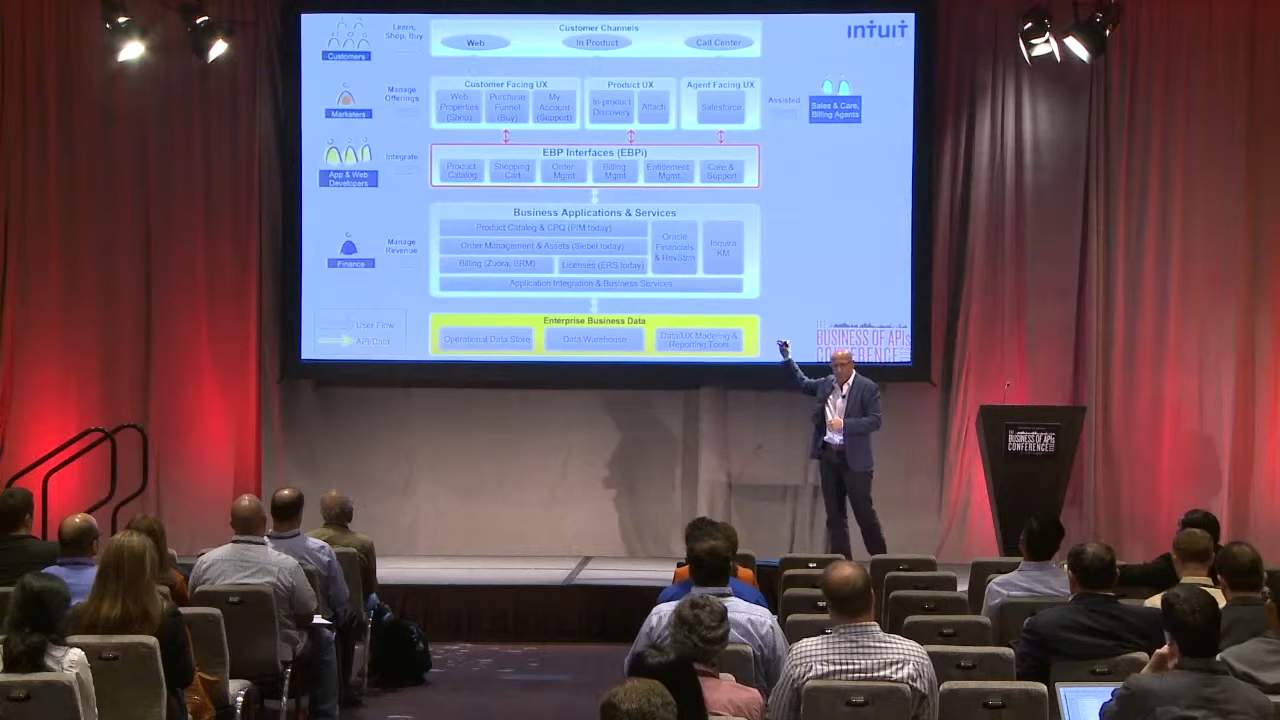 Customers
Learn,
Shop, Buy
Customer Channels
Web
In Product
Call Center
INTUIT
Marketers
Manage
Offerings
Customer Facing UX
Web
Properties
(Shop)
Purchase
Funnel
(Buy)
My
Account
(Support)
Product UX
In-product
Discovery
Attach
Agent Facing UX
Salesforce
Assisted
Sales & Care,
Billing Agents
App & Web
Developers
Integrate
EBP Interfaces (EBPi)
Product
Catalog
Shopping
Cart
Order
Mgmt
Billing
Mgmt
Entitlement
Mgmt
Care &
Support
Finance
Manage
Revenue
Business Applications & Services
Product Catalog & CPQ (PIM today)
Order Management & Assets (Siebel today)
Billing (Zuora, BRM)
Licenses (ERS today)
Oracle
Financials
& RevStrm
Inquira
KM
Application Integration & Business Services
User Flow
API/Data
Enterprise Business Data
Operational Data Store
Data Warehouse
Data/UX Modeling &
Reporting Tools
THE
BUSINESS OF APIs
CONFERENCE
THE
BUSINESS OF APIs
CONFERENCE